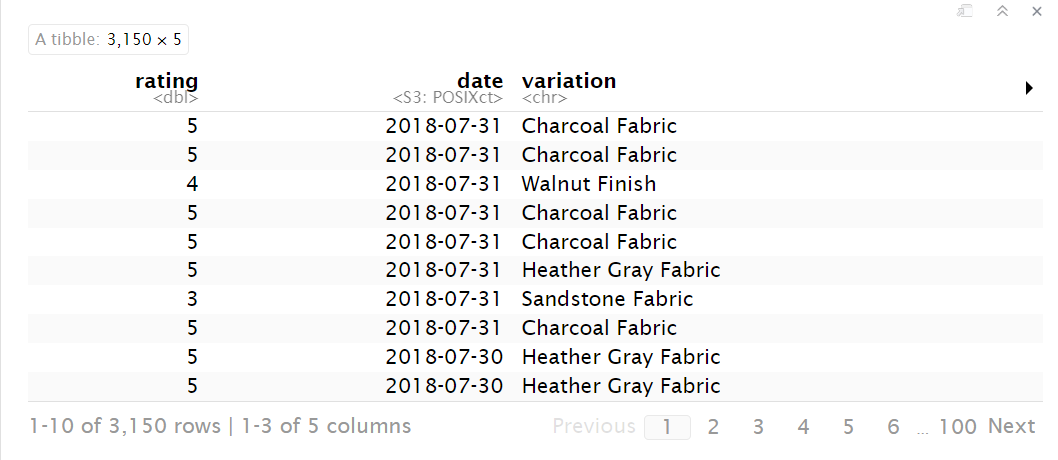 A tibble: 3,150 × 5
rating date variation
<dbl> <S3: POSIXct> <chr>
5 2018-07-31 Charcoal Fabric
5 2018-07-31 Charcoal Fabric
4 2018-07-31 Walnut Finish
5 2018-07-31 Charcoal Fabric
5 2018-07-31 Charcoal Fabric
5 2018-07-31 Heather Gray Fabric
3 2018-07-31 Sandstone Fabric
5 2018-07-31 Charcoal Fabric
5 2018-07-30 Heather Gray Fabric
5 2018-07-30 Heather Gray Fabric
1-10 of 3,150 rows | 1-3 of 5 columns Previous 1 2 3 4 5 6 ... 100 Next